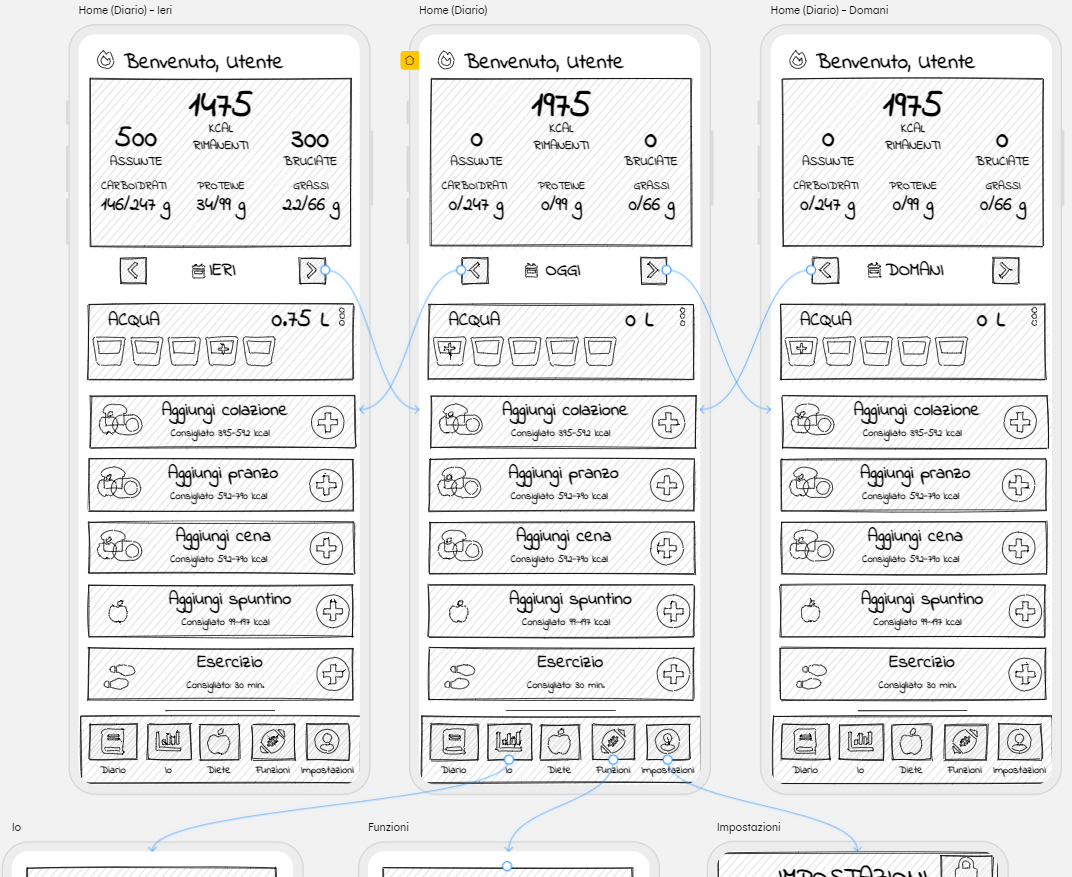 Home (Diario) – Ieri
Benvenuto, Utente
1475
KCAL
RIMANENTI
500
ASSUNTE
300
BRUCIATE
CARBOIDRATI
PROTEINE
GRASSI
146/247 g
34/99 g
22/66 g
IERI
ACQUA
0.75 L
Aggiungi colazione
Consigliato 395-592 kcal
Aggiungi pranzo
Consigliato 592-790 kcal
Aggiungi cena
Consigliato 592-790 kcal
Aggiungi spuntino
Consigliato 99-197 kcal
Esercizio
Consigliato: 30 min.
Diario
Io
Diete
Funzioni
Impostazioni
Home (Diario)
Benvenuto, Utente
1975
KCAL
RIMANENTI
0
ASSUNTE
0
BRUCIATE
CARBOIDRATI
PROTEINE
GRASSI
0/247 g
0/99 g
0/66 g
OGGI
ACQUA
0 L
Aggiungi colazione
Consigliato 395-592 kcal
Aggiungi pranzo
Consigliato 592-790 kcal
Aggiungi cena
Consigliato 592-790 kcal
Aggiungi spuntino
Consigliato 99-197 kcal
Esercizio
Consigliato: 30 min.
Diario
Io
Diete
Funzioni
Impostazioni
Home (Diario) – Domani
Benvenuto, Utente
1975
KCAL
RIMANENTI
0
ASSUNTE
0
BRUCIATE
CARBOIDRATI
PROTEINE
GRASSI
0/247 g
0/99 g
0/66 g
DOMANI
ACQUA
0 L
Aggiungi colazione
Consigliato 395-592 kcal
Aggiungi pranzo
Consigliato 592-790 kcal
Aggiungi cena
Consigliato 592-790 kcal
Aggiungi spuntino
Consigliato 99-197 kcal
Esercizio
Consigliato: 30 min.
Diario
Io
Diete
Funzioni
Impostazioni
Io
Funzioni
Impostazioni
IMPOSTAZIONI